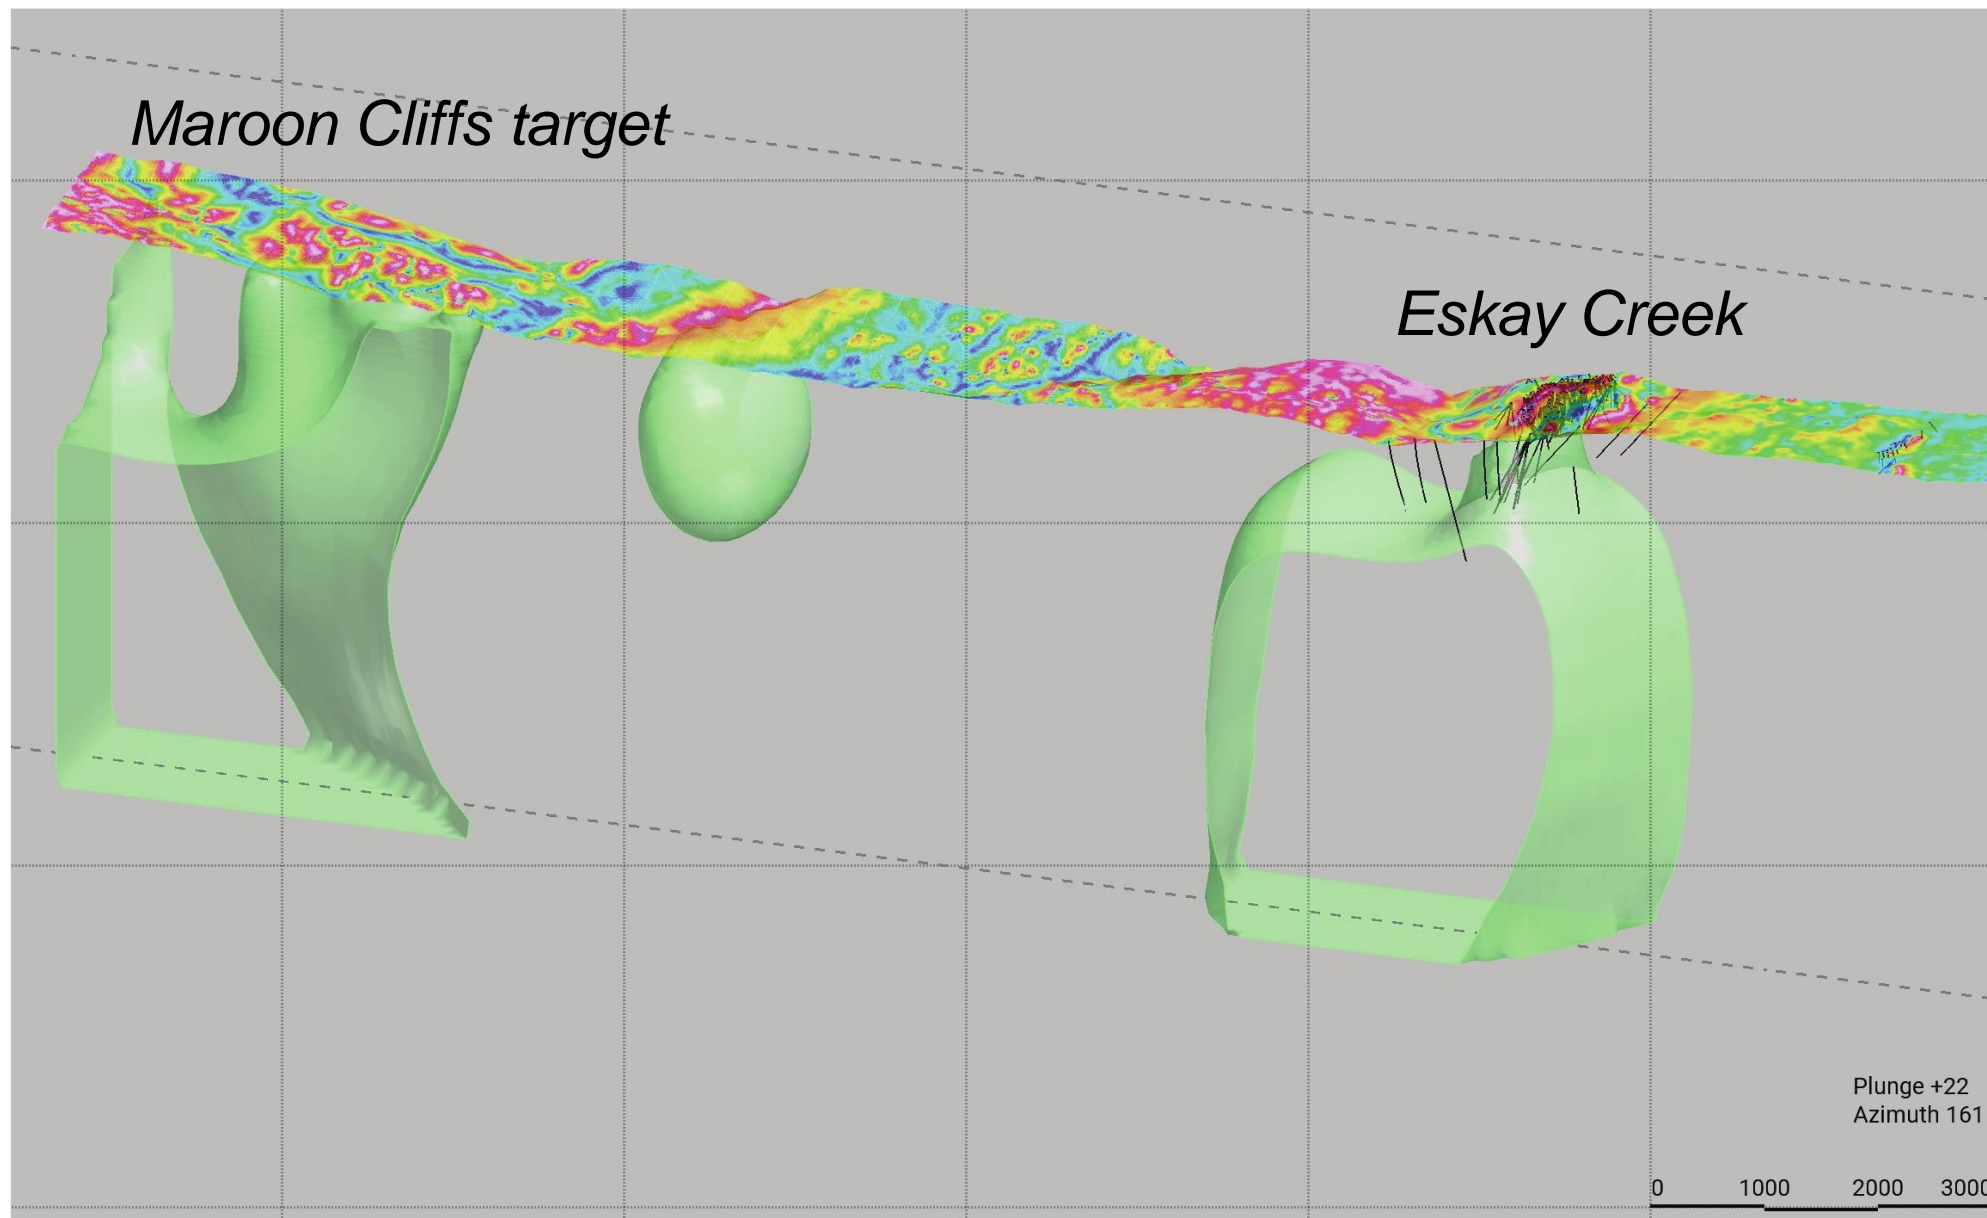 Maroon Cliffs target
Eskay Creek
Plunge +22
Azimuth 161
0 1000 2000 3000